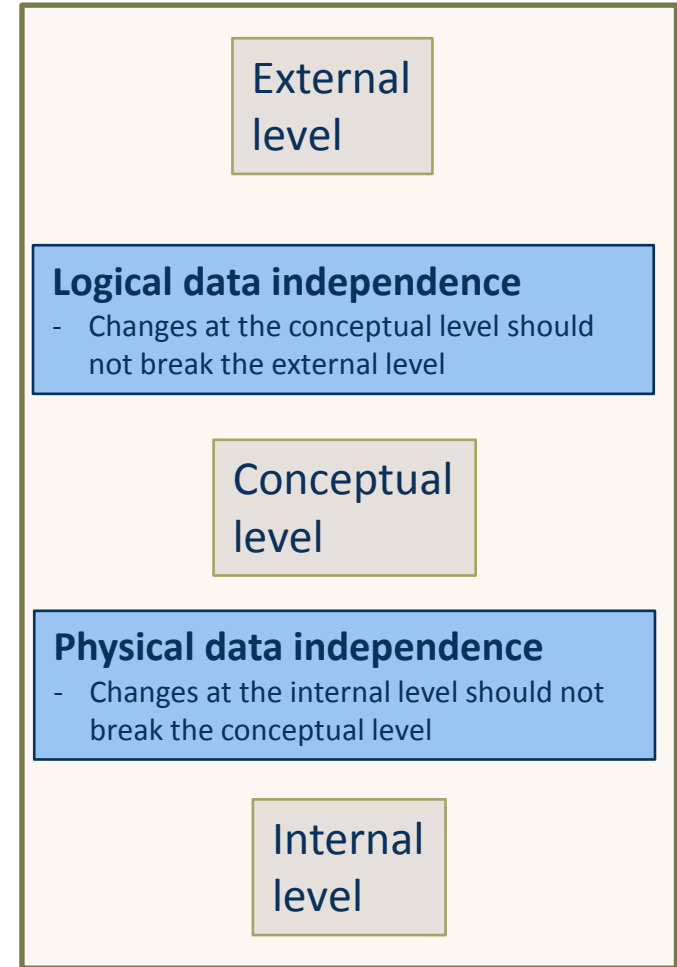 External
level
Logical data independence
- Changes at the conceptual level should
not break the external level
Conceptual
level
Physical data independence
- Changes at the internal level should not
break the conceptual level
Internal
level